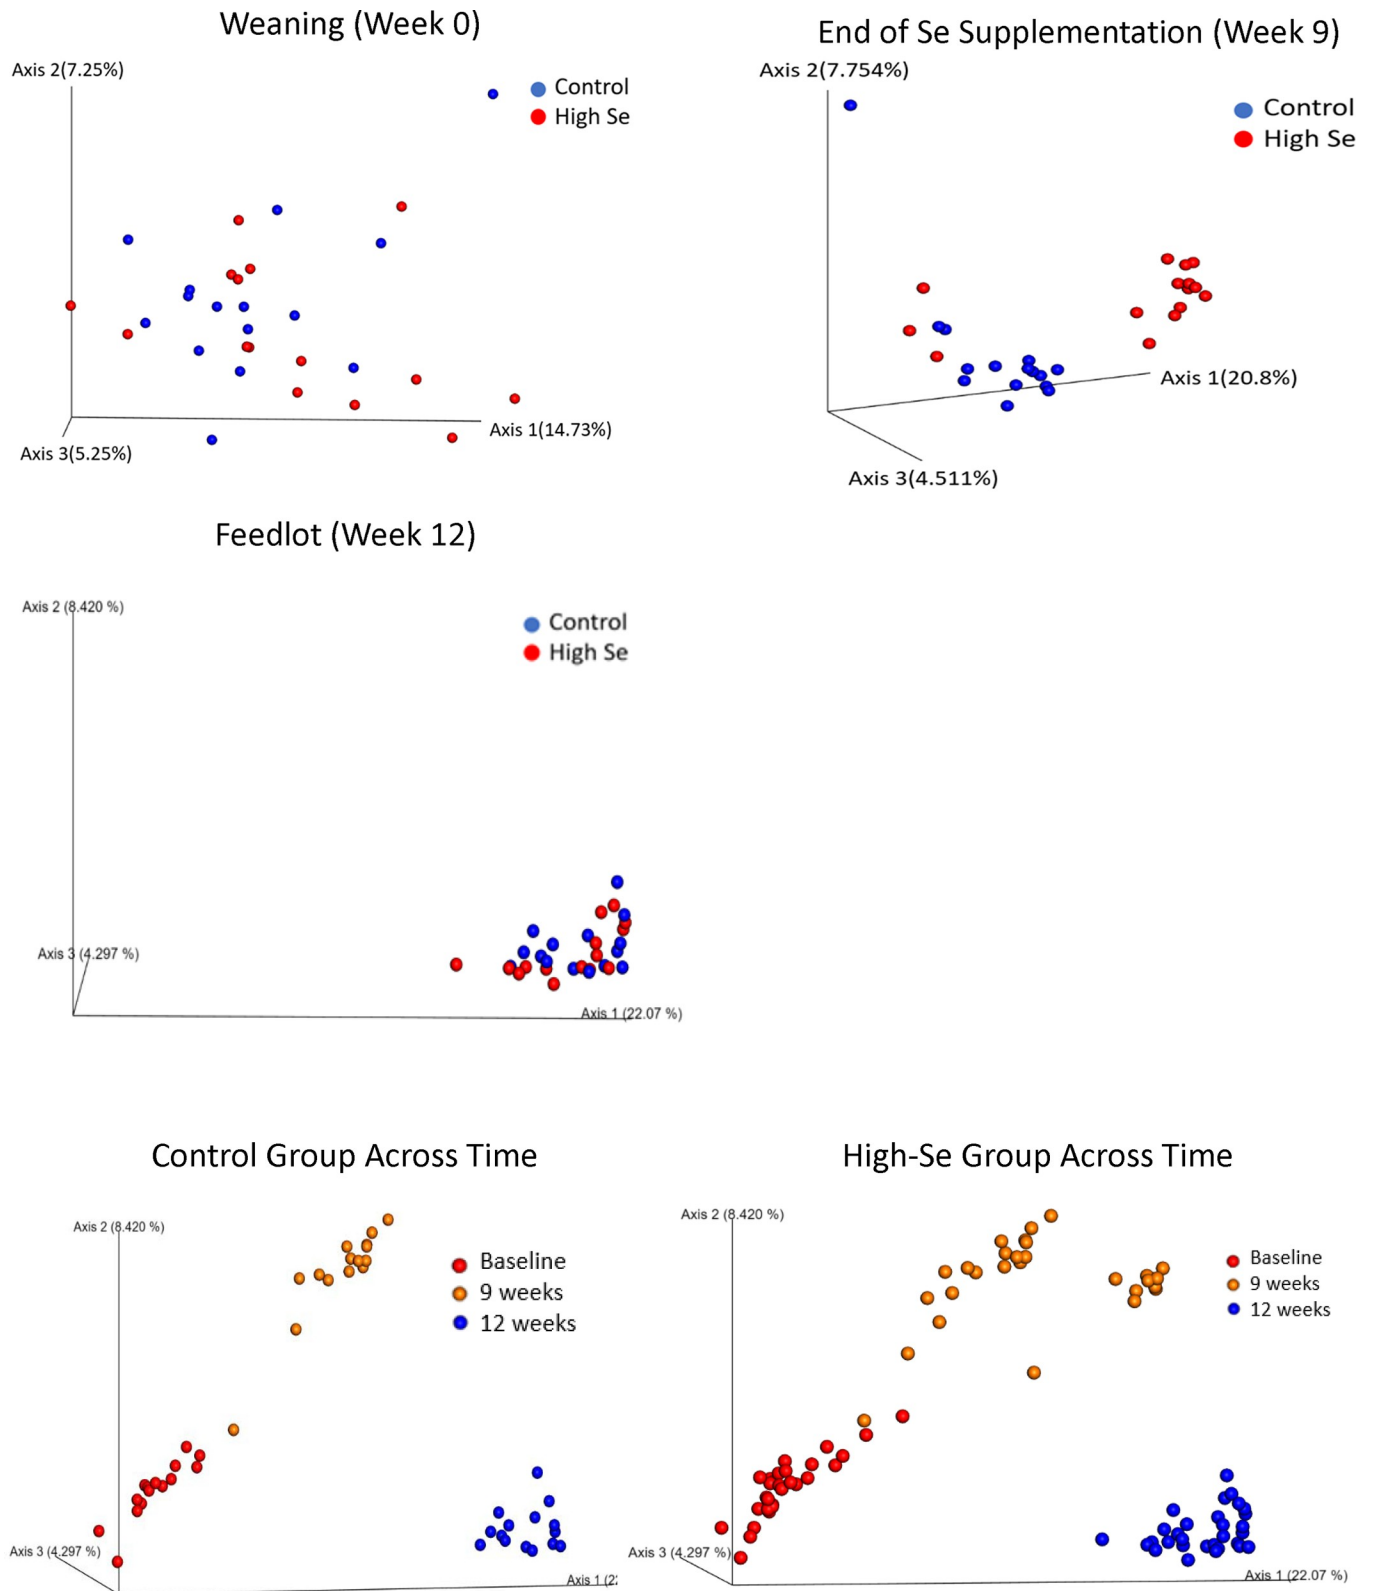 Weaning (Week 0)
Axis 2(7.25%)
Control
High Se
Axis 1(14.73%)
Axis 3(5.25%)
End of Se Supplementation (Week 9)
Axis 2(7.754%)
Control
High Se
Axis 1(20.8%)
Axis 3(4.511%)
Feedlot (Week 12)
Axis 2 (8.420 %)
Control
High Se
Axis 3 (4.297 %)
Axis 1 (22.07 %)
Control Group Across Time
Axis 2 (8.420 %)
Baseline
9 weeks
12 weeks
Axis 3 (4.297 %)
Axis 1 (2
High-Se Group Across Time
Axis 2 (8.420 %)
Baseline
9 weeks
12 weeks
Axis 3 (4.297 %)
Axis 1 (22.07 %)